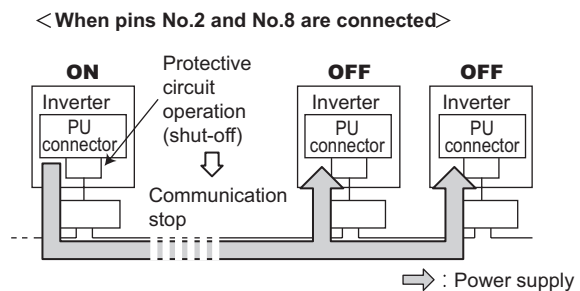 ＜When pins No.2 and No.8 are connected＞
ON
Inverter
PU
connector
Protective
circuit
operation
(shut-off)
Communication
stop
OFF
Inverter
PU
connector
OFF
Inverter
PU
connector
: Power supply